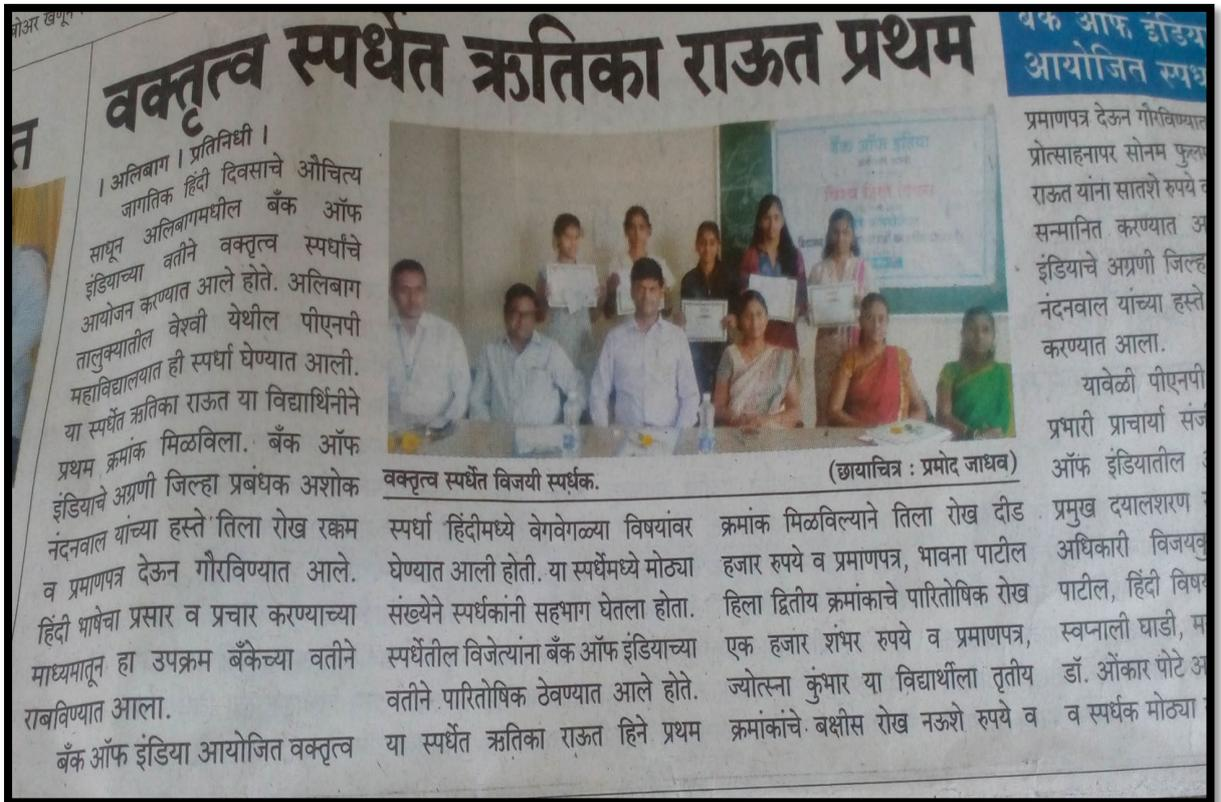 वक्तृत्व स्पर्धेत ऋतिका राऊत प्रथम
। अलिबाग । प्रतिनिधी ।
जागतिक हिंदी दिवसाचे औचित्य
साधून अलिबागमधील बँक ऑफ
इंडियाच्या वतीने वक्तृत्व स्पर्धांचे
आयोजन करण्यात आले होते. अलिबाग
तालुक्यातील वेश्वी येथील पीएनपी
महाविद्यालयात ही स्पर्धा घेण्यात आली.
या स्पर्धेत ऋतिका राऊत या विद्यार्थिनीने
प्रथम क्रमांक मिळविला. बँक ऑफ
इंडियाचे अग्रणी जिल्हा प्रबंधक अशोक
नंदनवाल यांच्या हस्ते तिला रोख रक्कम
व प्रमाणपत्र देऊन गौरविण्यात आले.
हिंदी भाषेचा प्रसार व प्रचार करण्याच्या
माध्यमातून हा उपक्रम बँकेच्या वतीने
राबविण्यात आला.
बँक ऑफ इंडिया आयोजित वक्तृत्व
बँक ऑफ इंडिया
वक्तृत्व स्पर्धेत विजयी स्पर्धक.
(छायाचित्र : प्रमोद जाधव)
स्पर्धा हिंदीमध्ये वेगवेगळ्या विषयांवर
घेण्यात आली होती. या स्पर्धेमध्ये मोठ्या
संख्येने स्पर्धकांनी सहभाग घेतला होता.
स्पर्धेतील विजेत्यांना बँक ऑफ इंडियाच्या
वतीने पारितोषिक ठेवण्यात आले होते.
या स्पर्धेत ऋतिका राऊत हिने प्रथम
क्रमांक मिळविल्याने तिला रोख दीड
हजार रुपये व प्रमाणपत्र, भावना पाटील
हिला द्वितीय क्रमांकाचे पारितोषिक रोख
एक हजार शंभर रुपये व प्रमाणपत्र,
ज्योत्स्ना कुंभार या विद्यार्थीला तृतीय
क्रमांकांचे बक्षीस रोख नऊशे रुपये व
बँक ऑफ इंडिया
आयोजित
प्रमाणपत्र देऊन गौरविण्यात
प्रोत्साहनापर सोनम
राऊत यांना सातशे रुपये
सन्मानित करण्यात
इंडियाचे अग्रणी
नंदनवाल यांच्या हस्ते
करण्यात आला.
यावेळी पीएनपी
प्रभारी प्राचार्या
ऑफ इंडियातील
प्रमुख दयालशरण
अधिकारी
पाटील, हिंदी
स्वप्नाली घाडी,
डॉ. ओंकार पोटे
व स्पर्धक मोठ्या